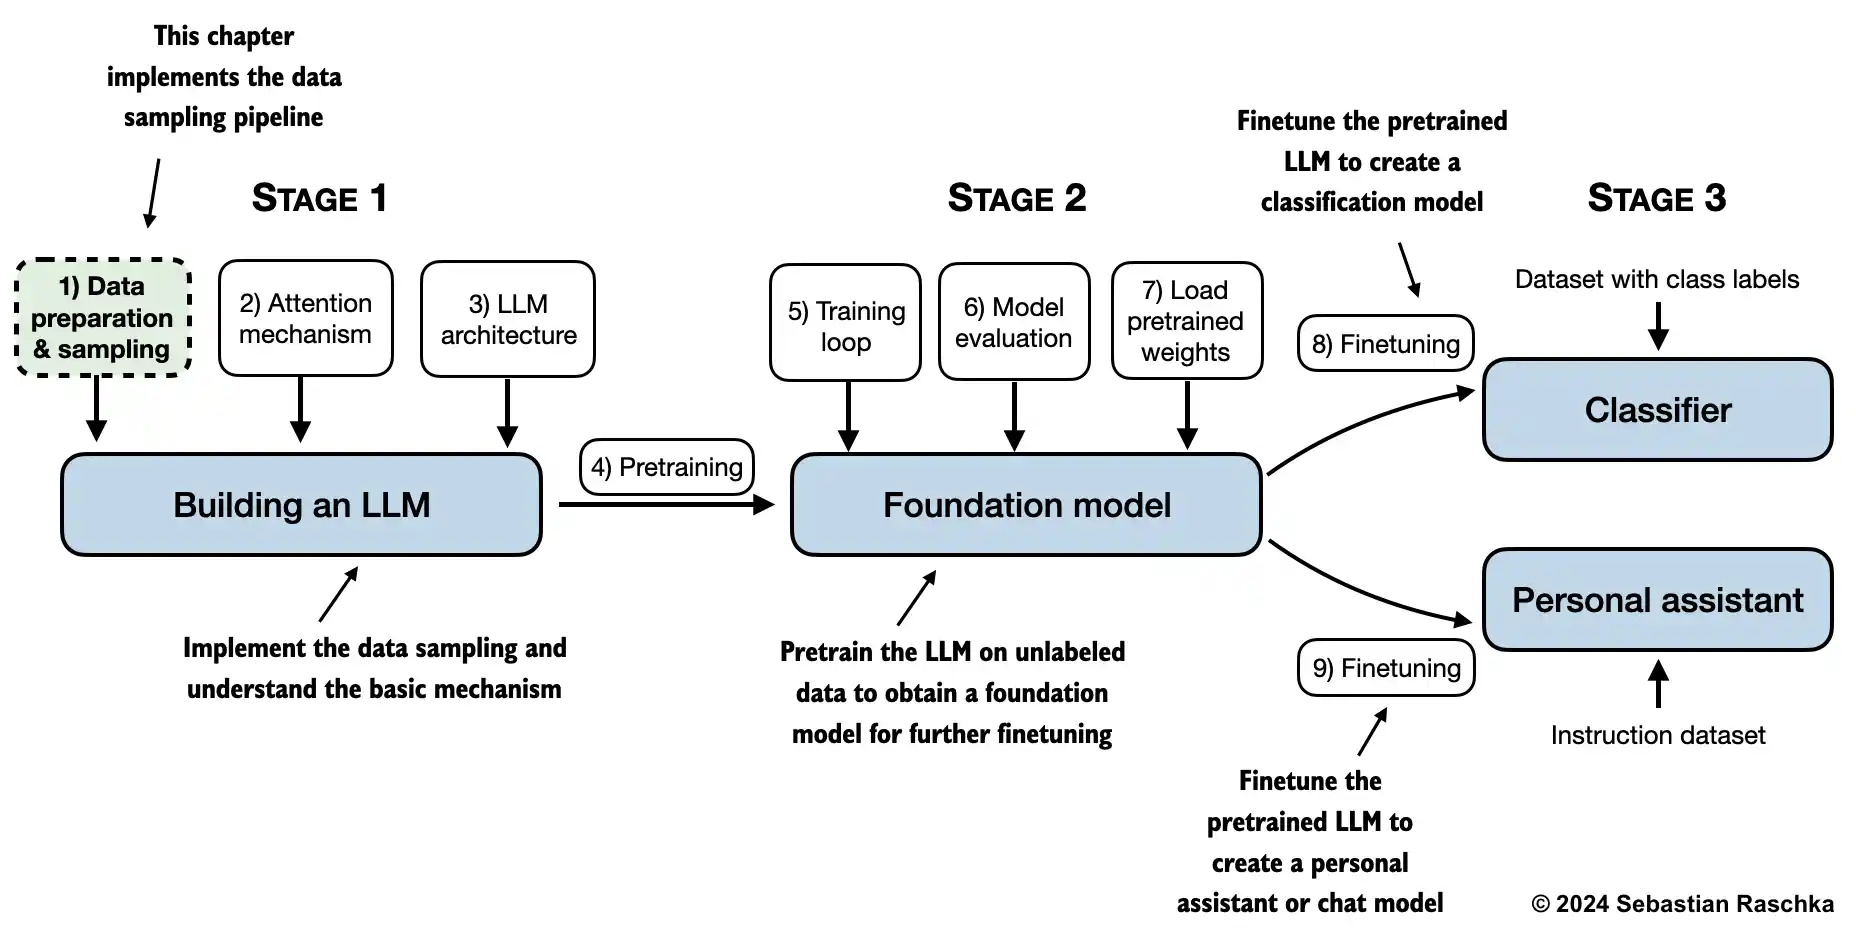 This chapter
implements the data
sampling pipeline
STAGE 1
1) Data
preparation
& sampling
2) Attention
mechanism
3) LLM
architecture
Building an LLM
Implement the data sampling and
understand the basic mechanism
4) Pretraining
STAGE 2
5) Training
loop
6) Model
evaluation
7) Load
pretrained
weights
Foundation model
Pretrain the LLM on unlabeled
data to obtain a foundation
model for further finetuning
Finetune the pretrained
LLM to create a
classification model
STAGE 3
8) Finetuning
Dataset with class labels
Classifier
Personal assistant
9) Finetuning
Instruction dataset
Finetune the
pretrained LLM to
create a personal
assistant or chat model
© 2024 Sebastian Raschka